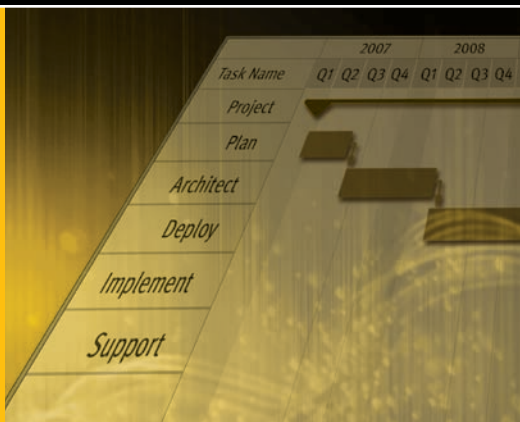 2007 2008
Task Name Q1 Q2 Q3 Q4 Q1 Q2 Q3 Q4
Project
Plan
Architect
Deploy
Implement
Support